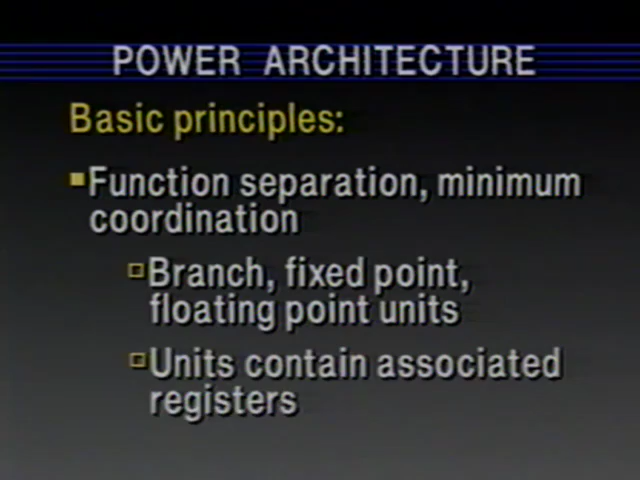 POWER ARCHITECTURE
Basic principles:
Function separation, minimum
coordination
Branch, fixed point,
floating point units
Units contain associated
registers